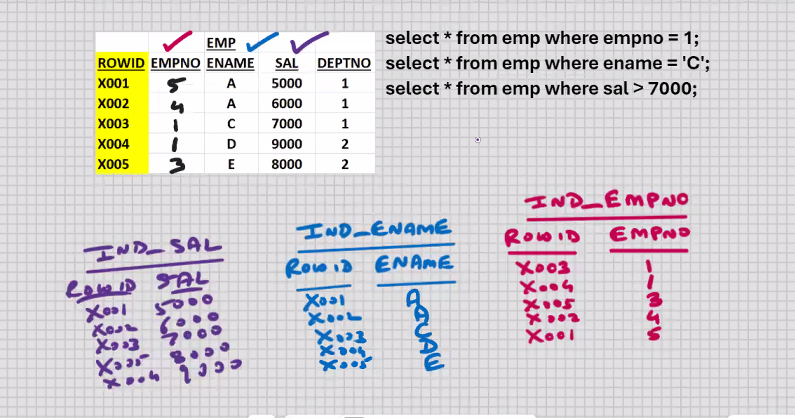 EMP
ROWID EMPNO ENAME SAL DEPTNO
X001 5 A 5000 1
X002 4 A 6000 1
X003 1 C 7000 1
X004 1 D 9000 2
X005 3 E 8000 2
select * from emp where empno = 1;
select * from emp where ename = 'C';
select * from emp where sal > 7000;
IND_SAL
ROWID SAL
X001 5000
X002 6000
X003 7000
X005 8000
X004 9000
IND_ENAME
ROWID ENAME
X001 A
X002 A
X003 C
X004 D
X005 E
IND_EMPNO
ROWID EMPNO
X003 1
X004 1
X005 3
X002 4
X001 5